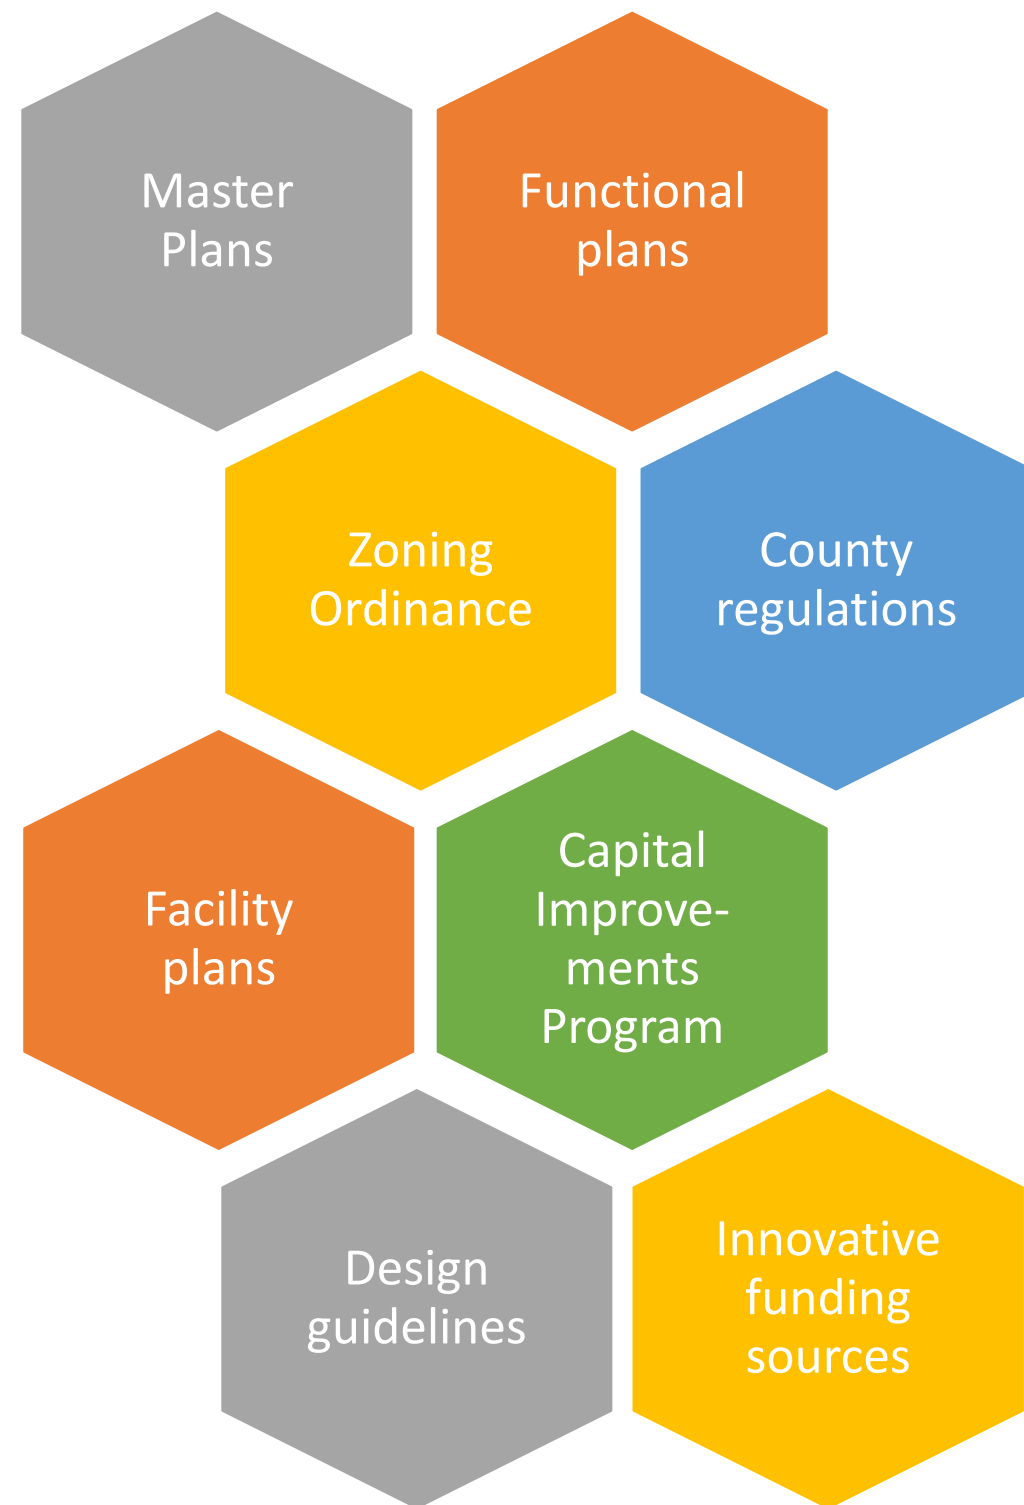 Master
Plans
Functional
plans
Zoning
Ordinance
County
regulations
Facility
plans
Capital
Improve-
ments
Program
Design
guidelines
Innovative
funding
sources